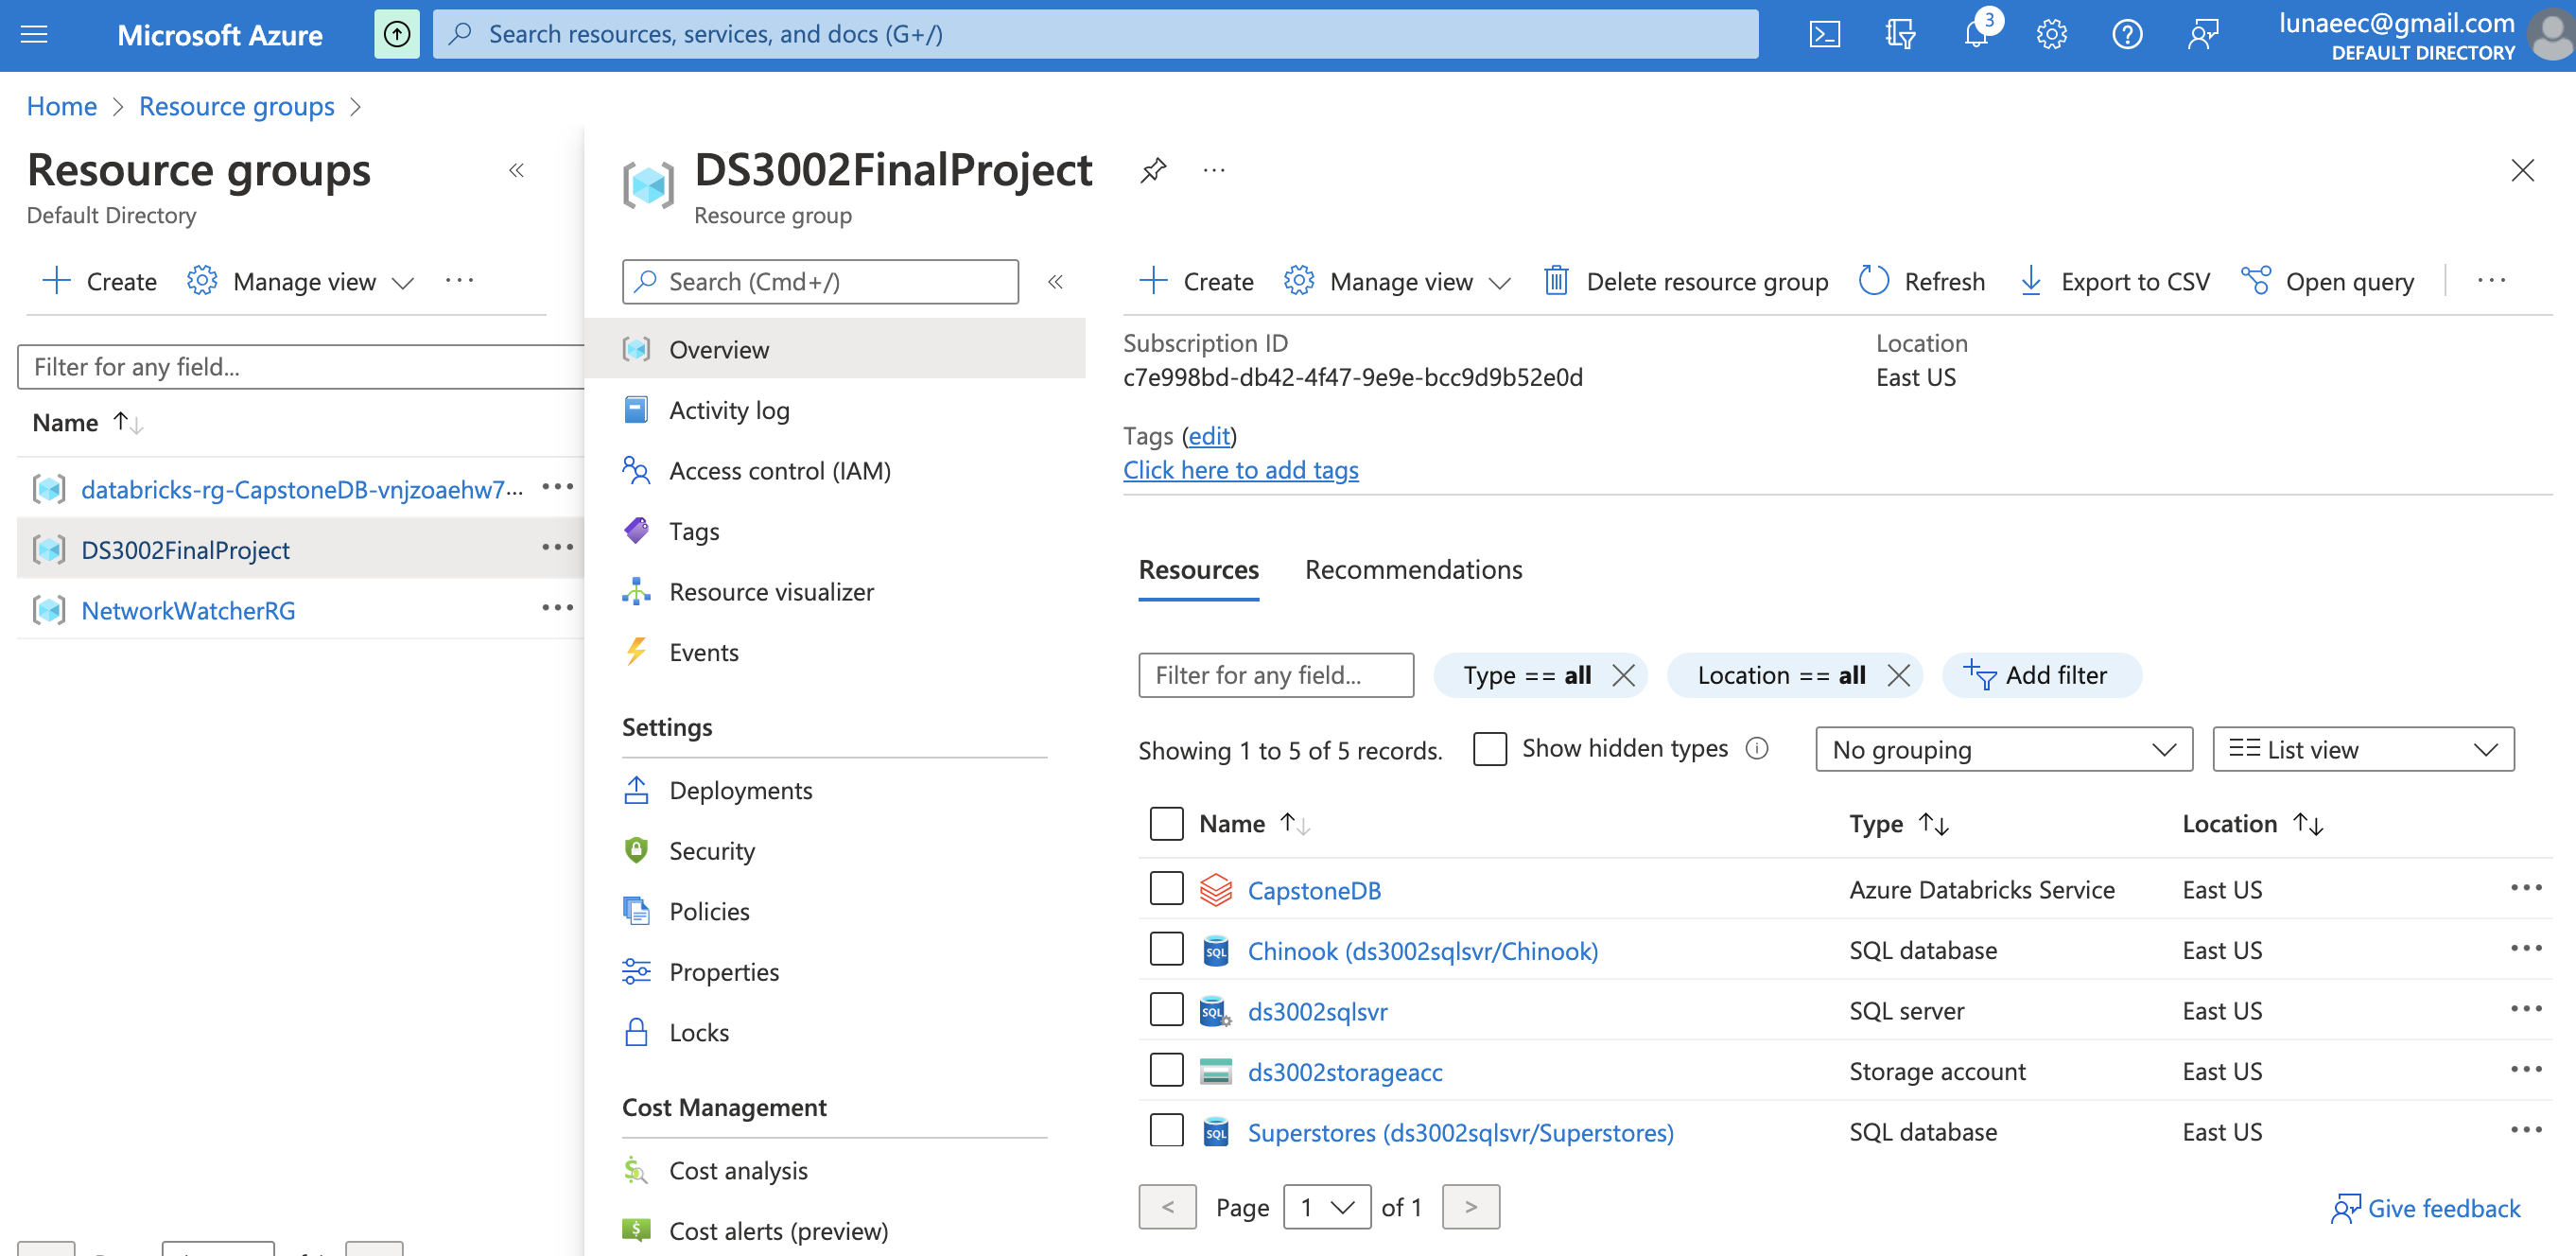 Microsoft Azure
Search resources, services, and docs (G+/)
3
lunaeec@gmail.com
DEFAULT DIRECTORY
Home > Resource groups >
Resource groups
Default Directory
Create Manage view ...
Filter for any field...
Name
databricks-rg-CapstoneDB-vnjzoaehw7...
DS3002FinalProject
NetworkWatcherRG
DS3002FinalProject
Resource group
Search (Cmd+/)
Overview
Activity log
Access control (IAM)
Tags
Resource visualizer
Events
Settings
Deployments
Security
Policies
Properties
Locks
Cost Management
Cost analysis
Cost alerts (preview)
Create Manage view Delete resource group Refresh Export to CSV Open query ...
Subscription ID
c7e998bd-db42-4f47-9e9e-bcc9d9b52e0d
Location
East US
Tags (edit)
Click here to add tags
Resources Recommendations
Filter for any field... Type == all Location == all Add filter
Showing 1 to 5 of 5 records. Show hidden types No grouping List view
Name Type Location
CapstoneDB Azure Databricks Service East US
SQL Chinook (ds3002sqlsvr/Chinook) SQL database East US
SQL ds3002sqlsvr SQL server East US
ds3002storageacc Storage account East US
SQL Superstores (ds3002sqlsvr/Superstores) SQL database East US
< Page 1 of 1 >
Give feedback